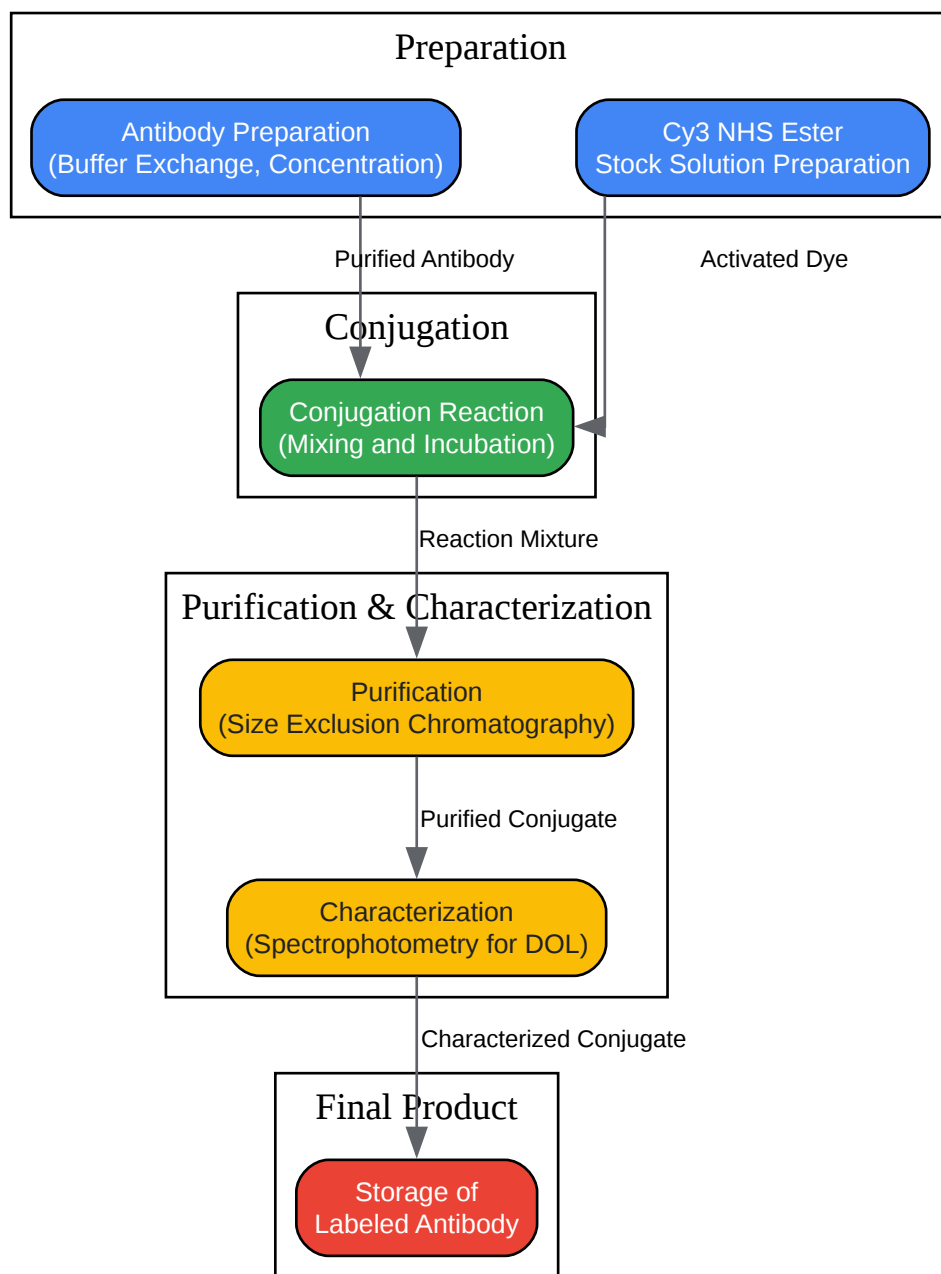 Preparation
Antibody Preparation
(Buffer Exchange, Concentration)
Cy3 NHS Ester
Stock Solution Preparation
Purified Antibody
Activated Dye
Conjugation
Conjugation Reaction
(Mixing and Incubation)
Reaction Mixture
Purification & Characterization
Purification
(Size Exclusion Chromatography)
Purified Conjugate
Characterization
(Spectrophotometry for DOL)
Characterized Conjugate
Final Product
Storage of
Labeled Antibody